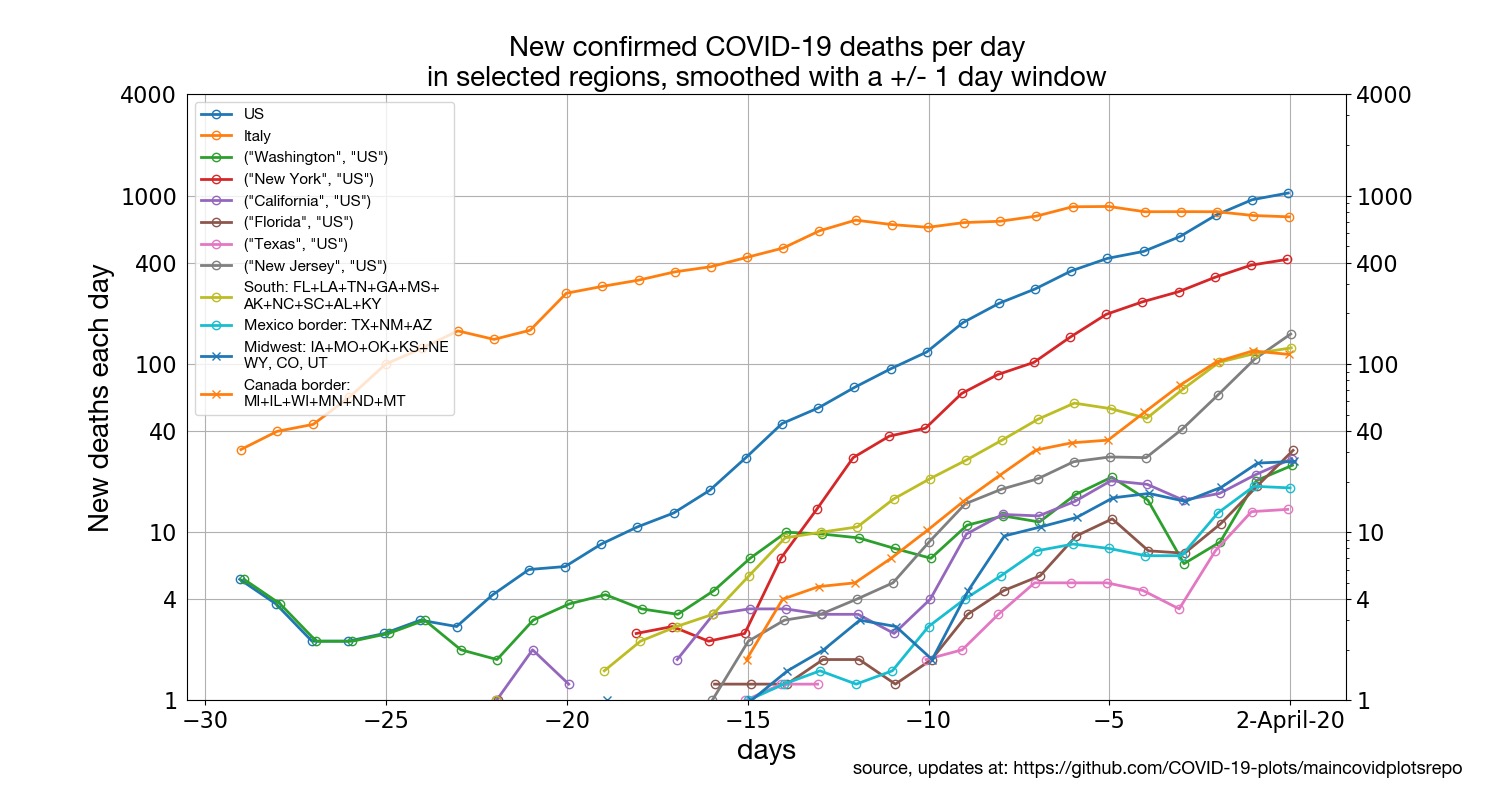 New confirmed COVID-19 deaths per day
in selected regions, smoothed with a +/- 1 day window
4000
1000
400
100
40
10
4
1
New deaths each day
US
Italy
("Washington", "US")
("New York", "US")
("California", "US")
("Florida", "US")
("Texas", "US")
("New Jersey", "US")
South: FL+LA+TN+GA+MS+
AK+NC+SC+AL+KY
Mexico border: TX+NM+AZ
Midwest: IA+MO+OK+KS+NE
WY, CO, UT
Canada border:
MI+IL+WI+MN+ND+MT
4000
1000
400
100
40
10
4
1
−30 −25 −20 −15 −10 −5 2-April-20
days
source, updates at: https://github.com/COVID-19-plots/maincovidplotsrepo